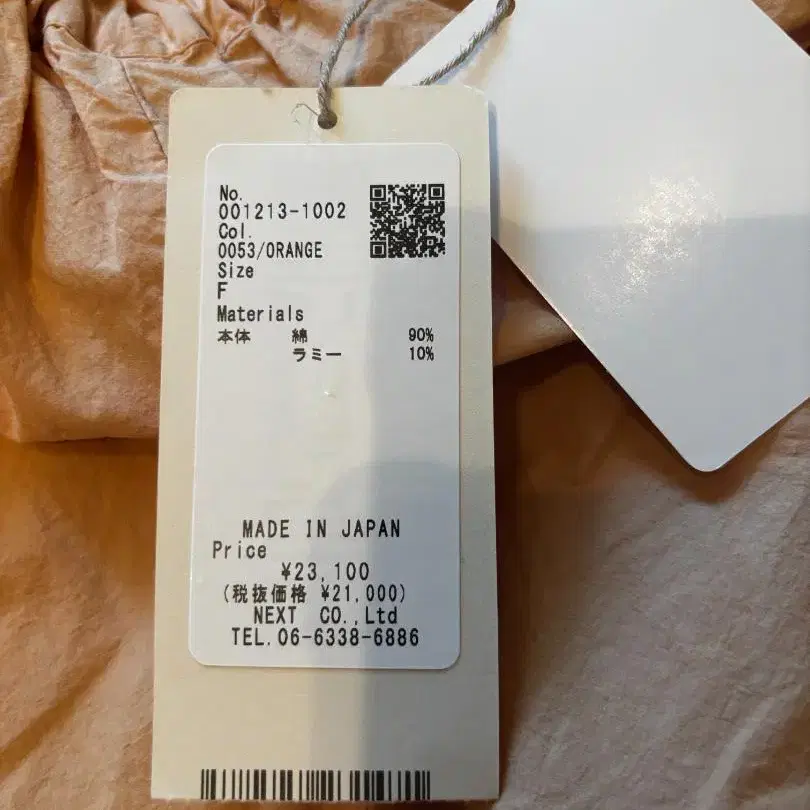 No.
001213-1002
Col.
0053/ORANGE
Size
F
Materials
本体 綿 90%
ラミー 10%
MADE IN JAPAN
Price
¥23,100
(税抜価格 ¥21,000)
NEXT CO.,Ltd
TEL.06-6338-6886